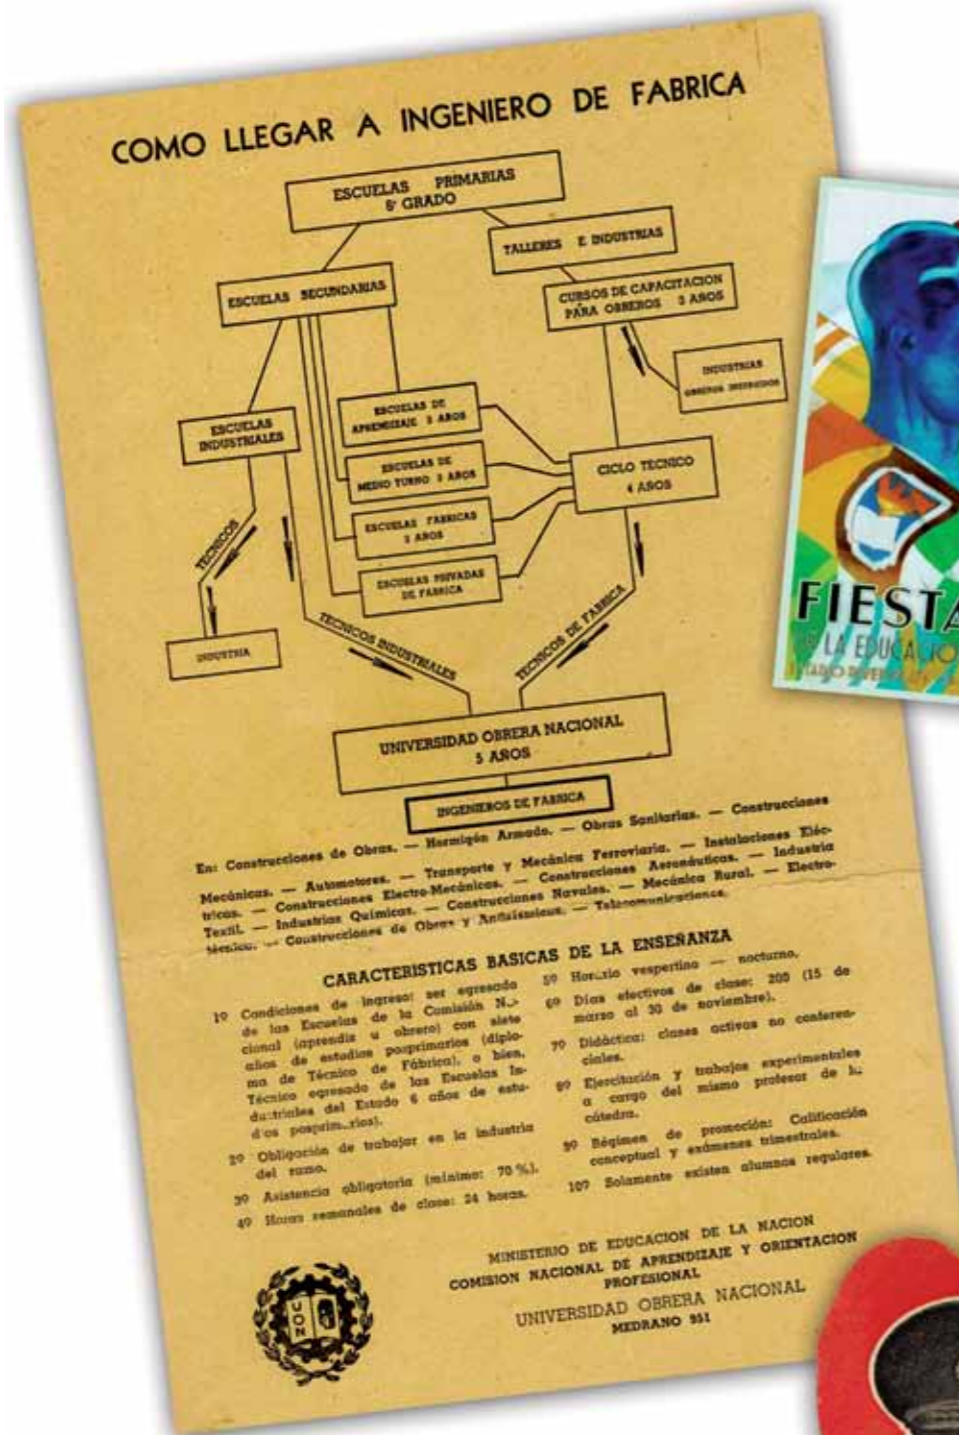 COMO LLEGAR A INGENIERO DE FABRICA
ESCUELAS PRIMARIAS
6º GRADO
TALLERES E INDUSTRIAS
ESCUELAS SECUNDARIAS
CURSOS DE CAPACITACION
PARA OBREROS 3 AÑOS
INDUSTRIAS
OBREROS INSTRUIDOS
ESCUELAS
INDUSTRIALES
ESCUELAS DE
APRENDIZAJE 3 AÑOS
ESCUELAS DE
MEDIO TURNO 3 AÑOS
ESCUELAS FABRICAS
3 AÑOS
ESCUELAS PRIVADAS
DE FABRICA
CICLO TECNICO
4 AÑOS
TECNICOS
INDUSTRIA
TECNICOS INDUSTRIALES
TECNICOS DE FABRICA
UNIVERSIDAD OBRERA NACIONAL
5 AÑOS
INGENIEROS DE FABRICA
En: Construcciones de Obras. — Hormigón Armado. — Obras Sanitarias. — Construcciones
Mecánicas. — Automotores. — Transporte y Mecánica Ferroviaria. — Instalaciones Eléc-
tricas. — Construcciones Electro-Mecánicas. — Construcciones Aeronáuticas. — Industria
Textil. — Industrias Químicas. — Construcciones Navales. — Mecánica Rural. — Electro-
técnica. — Construcciones de Obras y Antisísmicas. — Telecomunicaciones.
CARACTERISTICAS BASICAS DE LA ENSEÑANZA
1º Condiciones de ingreso: ser egresado
de las Escuelas de la Comisión Na-
cional (aprendiz u obrero) con siete
años de estudios posprimarios (diplo-
ma de Técnico de Fábrica), o bien,
Técnico egresado de las Escuelas In-
dustriales del Estado 6 años de estu-
dios posprimarios).
2º Obligación de trabajar en la industria
del ramo.
3º Asistencia obligatoria (mínimo: 70 %).
4º Horas semanales de clase: 24 horas.
5º Horario vespertino — nocturno.
6º Días efectivos de clase: 200 (15 de
marzo al 30 de noviembre).
7º Didáctica: clases activas no conferen-
ciales.
8º Ejercitación y trabajos experimentales
a cargo del mismo profesor de la
cátedra.
9º Régimen de promoción: Calificación
conceptual y exámenes trimestrales.
10º Solamente existen alumnos regulares.
UON
MINISTERIO DE EDUCACION DE LA NACION
COMISION NACIONAL DE APRENDIZAJE Y ORIENTACION
PROFESIONAL
UNIVERSIDAD OBRERA NACIONAL
MEDRANO 951
FIESTA
LA EDUCACIO